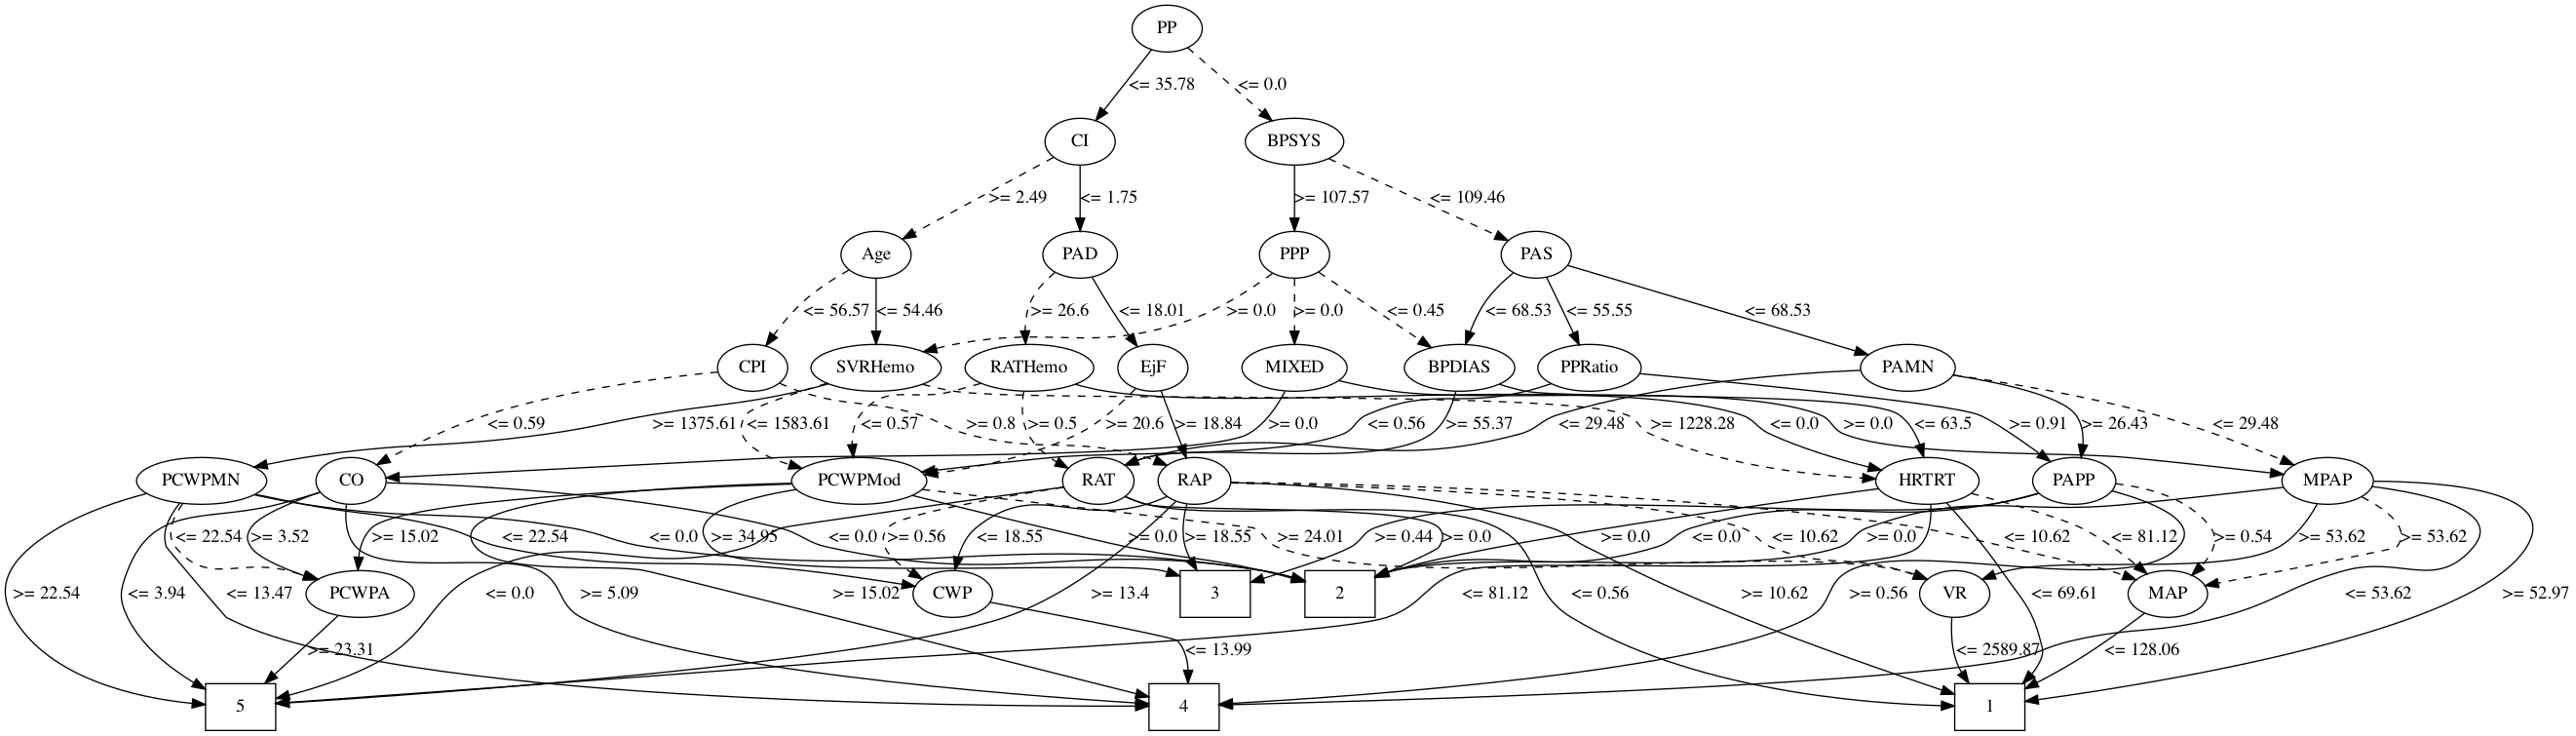 PP
<= 35.78 <= 0.0
CI BPSYS
>= 2.49 <= 1.75 >= 107.57 <= 109.46
Age PAD PPP PAS
<= 56.57 <= 54.46 >= 26.6 <= 18.01 >= 0.0 >= 0.0 <= 0.45 <= 68.53 <= 55.55 <= 68.53
CPI SVRHemo RATHemo EjF MIXED BPDIAS PPRatio PAMN
<= 0.59 >= 1375.61 <= 1583.61 <= 0.57 >= 0.8 >= 0.5 >= 20.6 >= 18.84 >= 0.0 <= 0.56 >= 55.37 <= 29.48 >= 1228.28 <= 0.0 >= 0.0 <= 63.5 >= 0.91 >= 26.43 <= 29.48
PCWPMN CO PCWPMod RAT RAP HRTRT PAPP MPAP
<= 22.54 >= 3.52 >= 15.02 <= 22.54 <= 0.0 >= 34.95 <= 0.0 >= 0.56 <= 18.55 >= 0.0 >= 18.55 >= 24.01 >= 0.44 >= 0.0 >= 0.0 <= 0.0 <= 10.62 >= 0.0 <= 10.62 <= 81.12 >= 0.54 >= 53.62 >= 53.62
>= 22.54 <= 3.94 <= 13.47 PCWPA <= 0.0 >= 5.09 >= 15.02 CWP >= 13.4 3 2 <= 81.12 <= 0.56 >= 10.62 >= 0.56 VR <= 69.61 MAP <= 53.62 >= 52.97
>= 23.31 <= 13.99 <= 2589.87 <= 128.06
5 4 1